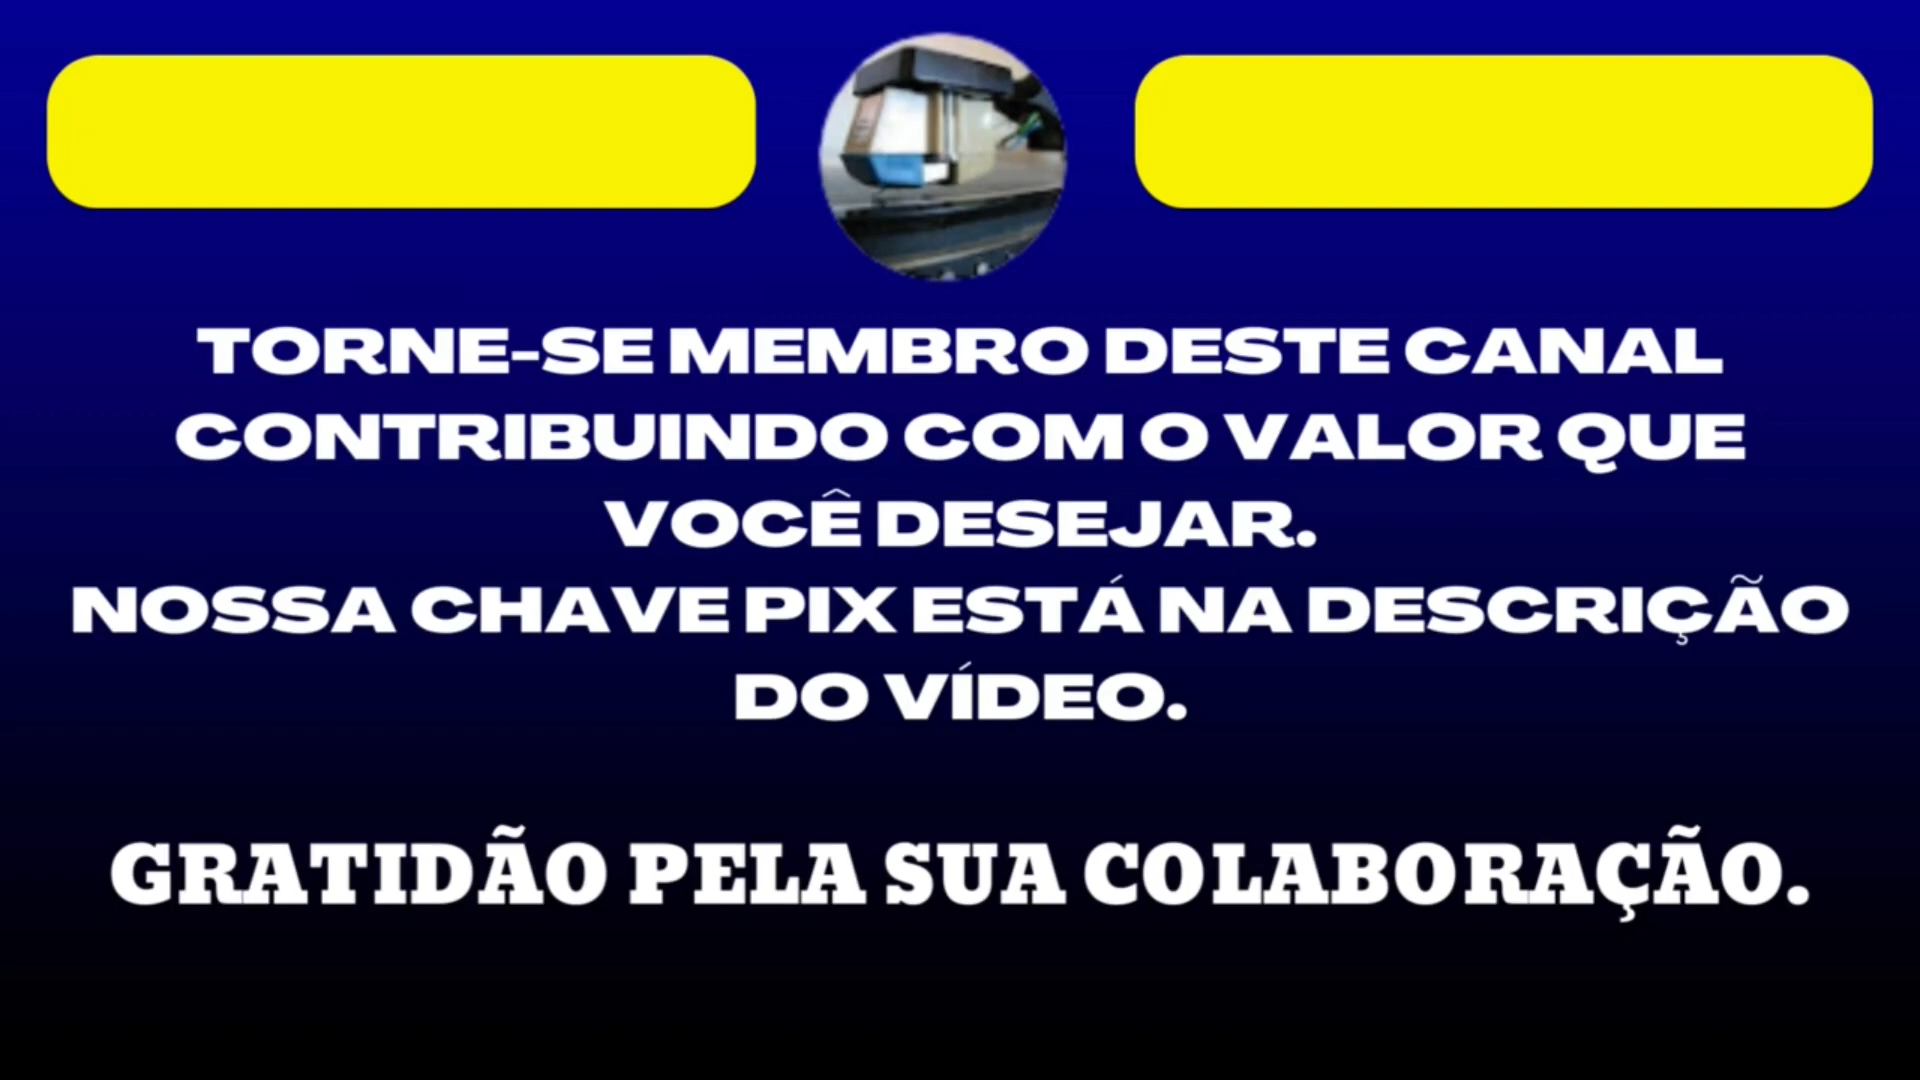 TORNE-SE MEMBRO DESTE CANAL
CONTRIBUINDO COM O VALOR QUE
VOCÊ DESEJAR.
NOSSA CHAVE PIX ESTÁ NA DESCRIÇÃO
DO VÍDEO.
GRATIDÃO PELA SUA COLABORAÇÃO.